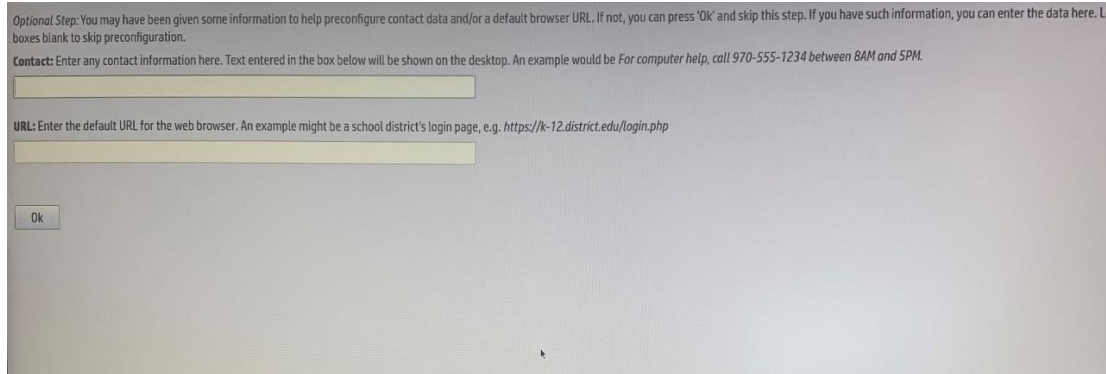 Optional Step: You may have been given some information to help preconfigure contact data and/or a default browser URL. If not, you can press 'Ok' and skip this step. If you have such information, you can enter the data here.
boxes blank to skip preconfiguration.
Contact: Enter any contact information here. Text entered in the box below will be shown on the desktop. An example would be For computer help, call 970-555-1234 between 8AM and 5PM.
URL: Enter the default URL for the web browser. An example might be a school district's login page, e.g. https://k-12.district.edu/login.php
Ok